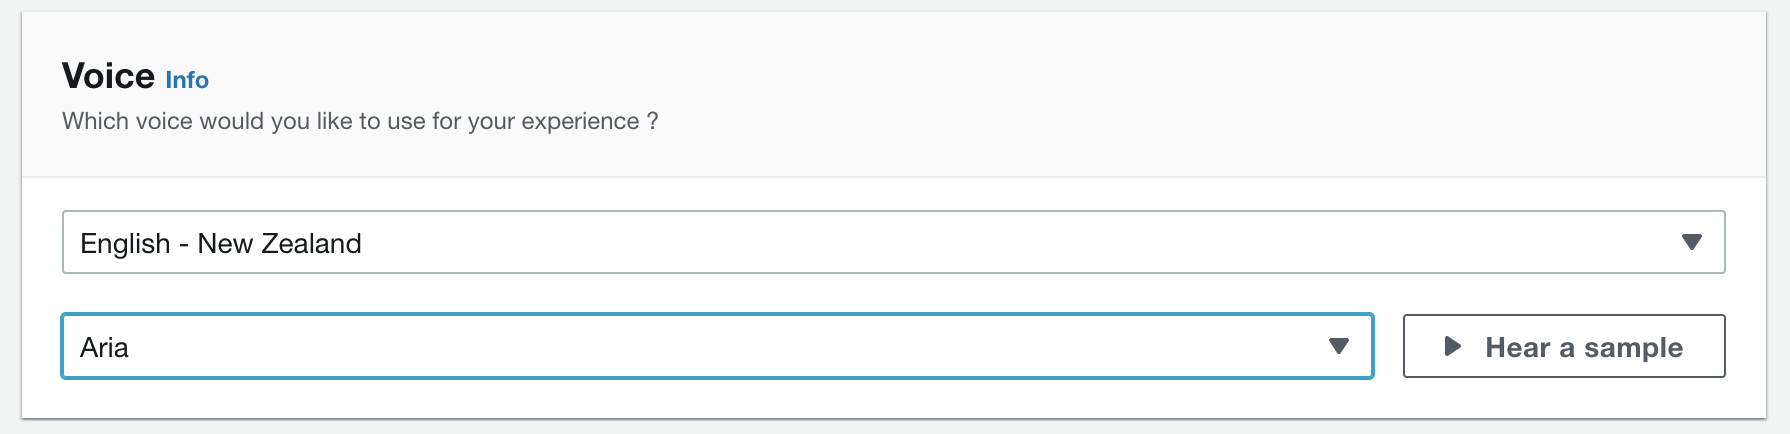 Voice Info
Which voice would you like to use for your experience ?
English - New Zealand
Aria
Hear a sample